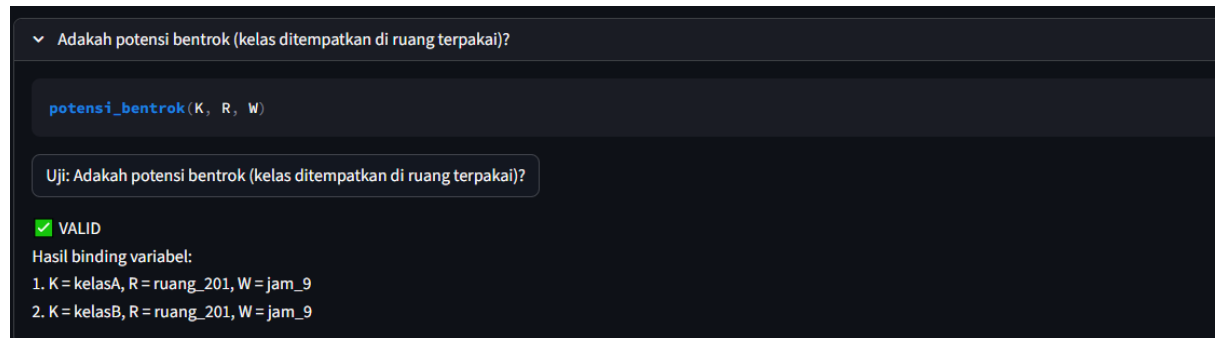 Adakah potensi bentrok (kelas ditempatkan di ruang terpakai)?
potensi_bentrok(K, R, W)
Uji: Adakah potensi bentrok (kelas ditempatkan di ruang terpakai)?
✅ VALID
Hasil binding variabel:
1. K = kelasA, R = ruang_201, W = jam_9
2. K = kelasB, R = ruang_201, W = jam_9